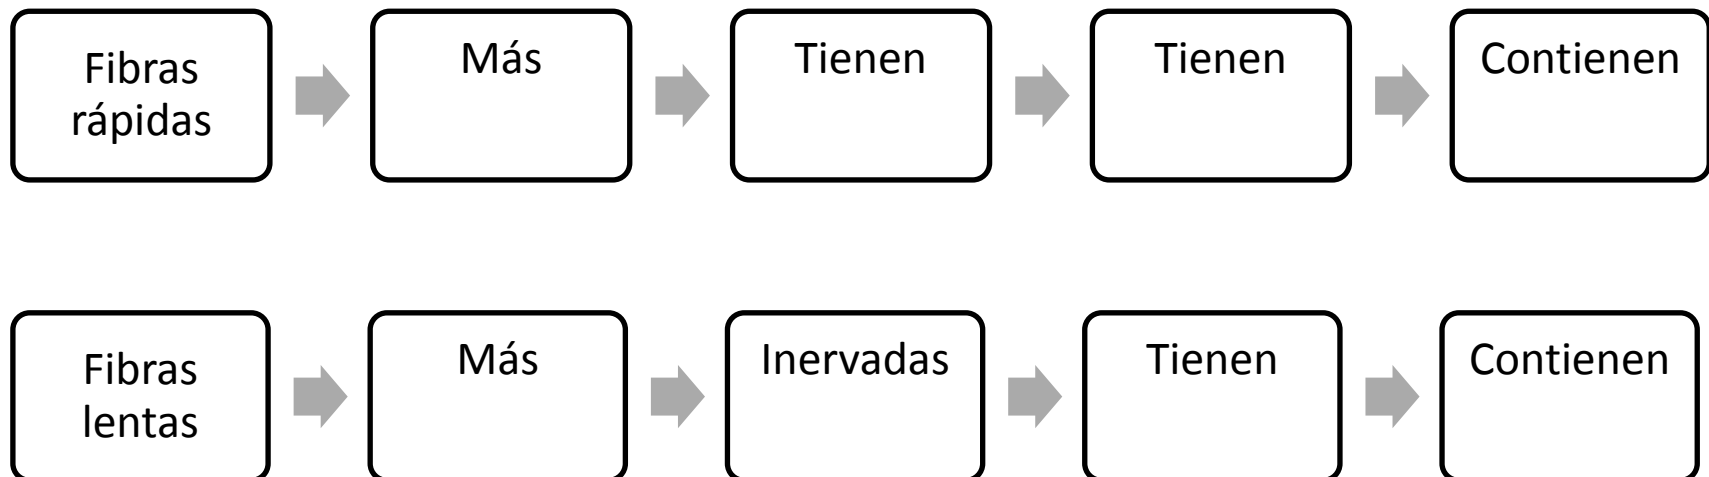 Fibras
rápidas
Más
Tienen
Tienen
Contienen
Fibras
lentas
Más
Inervadas
Tienen
Contienen